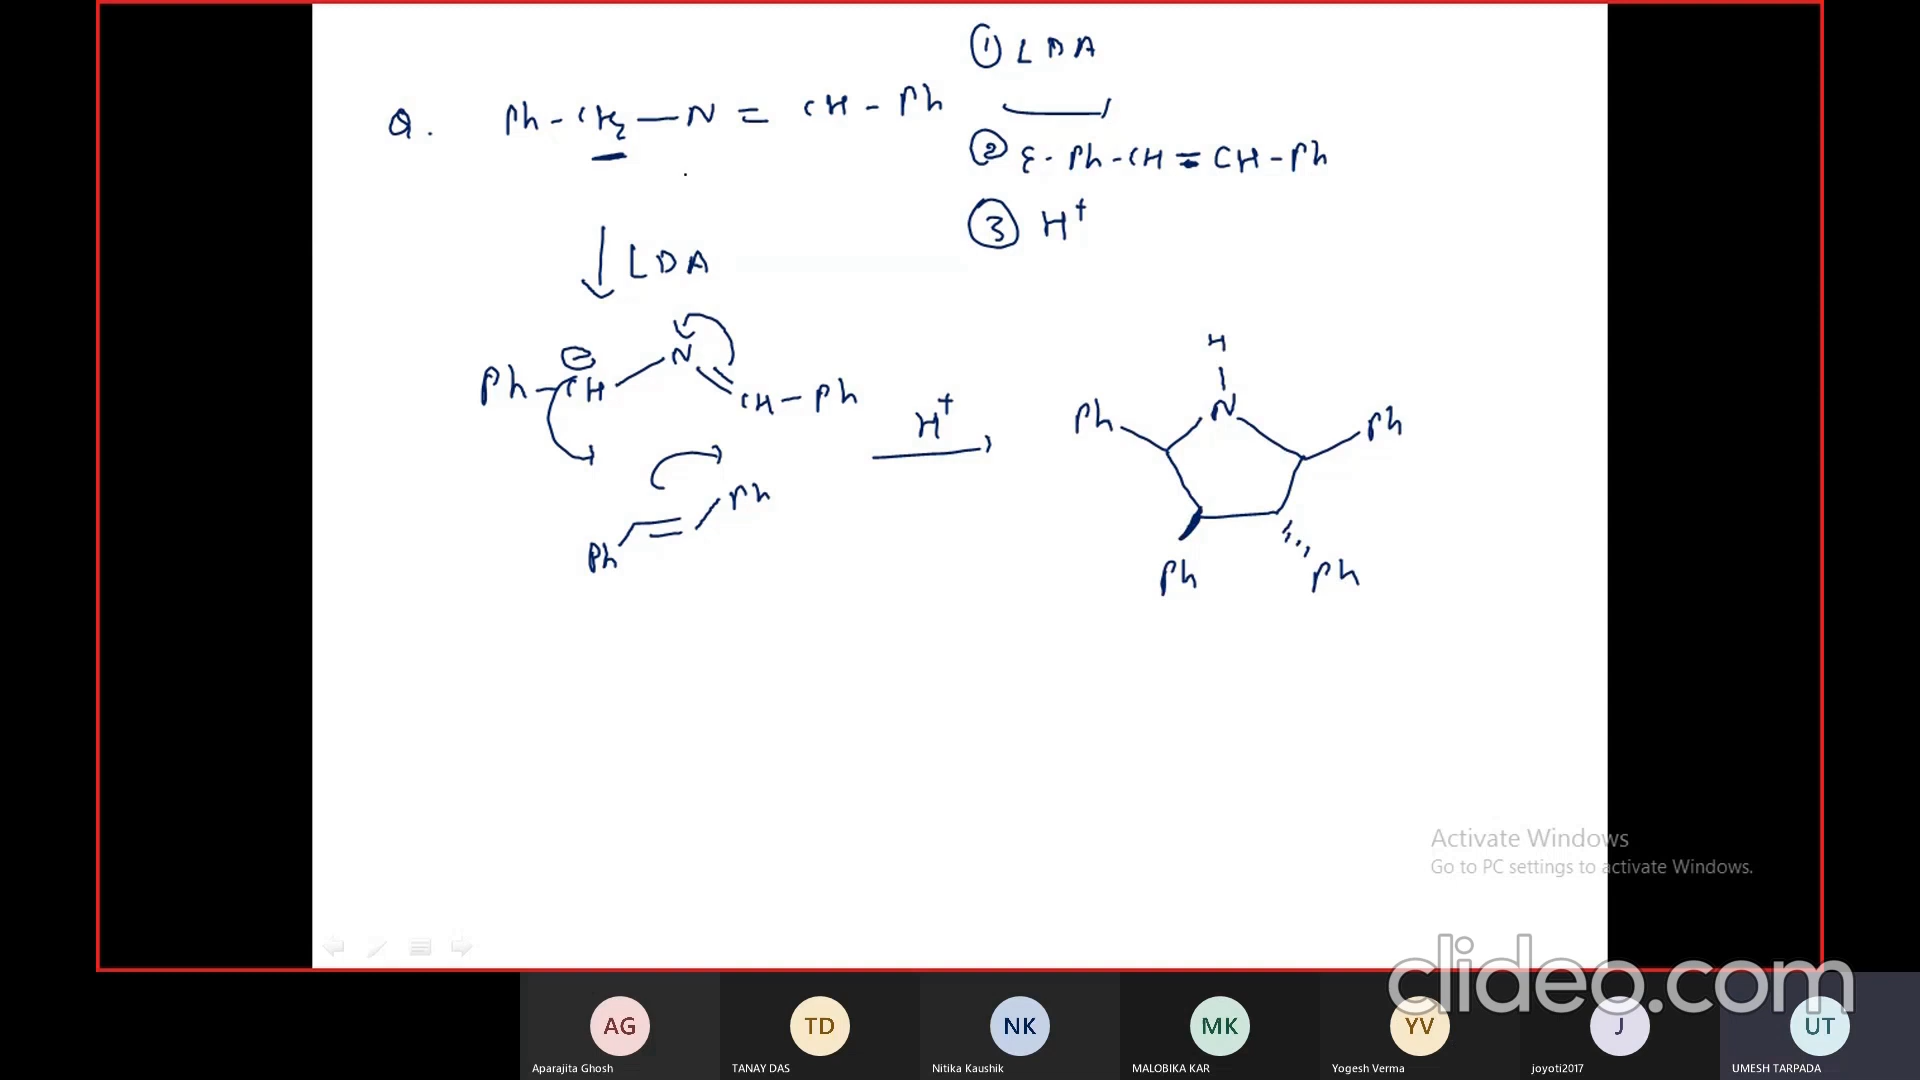 ① LDA
Q. Ph-CH₂—N=CH-Ph
② E-Ph-CH=CH-Ph
③ H⁺
LDA
⊖
Ph-CH N=CH-Ph
H⁺
Ph
Ph
H
N
Ph
Ph
Ph
Ph
Activate Windows
Go to PC settings to activate Windows.
clideo.com
AG
TD
NK
MK
YV
J
UT
Aparajita Ghosh
TANAY DAS
Nitika Kaushik
MALOBIKA KAR
Yogesh Verma
joyoti2017
UMESH TARPADA